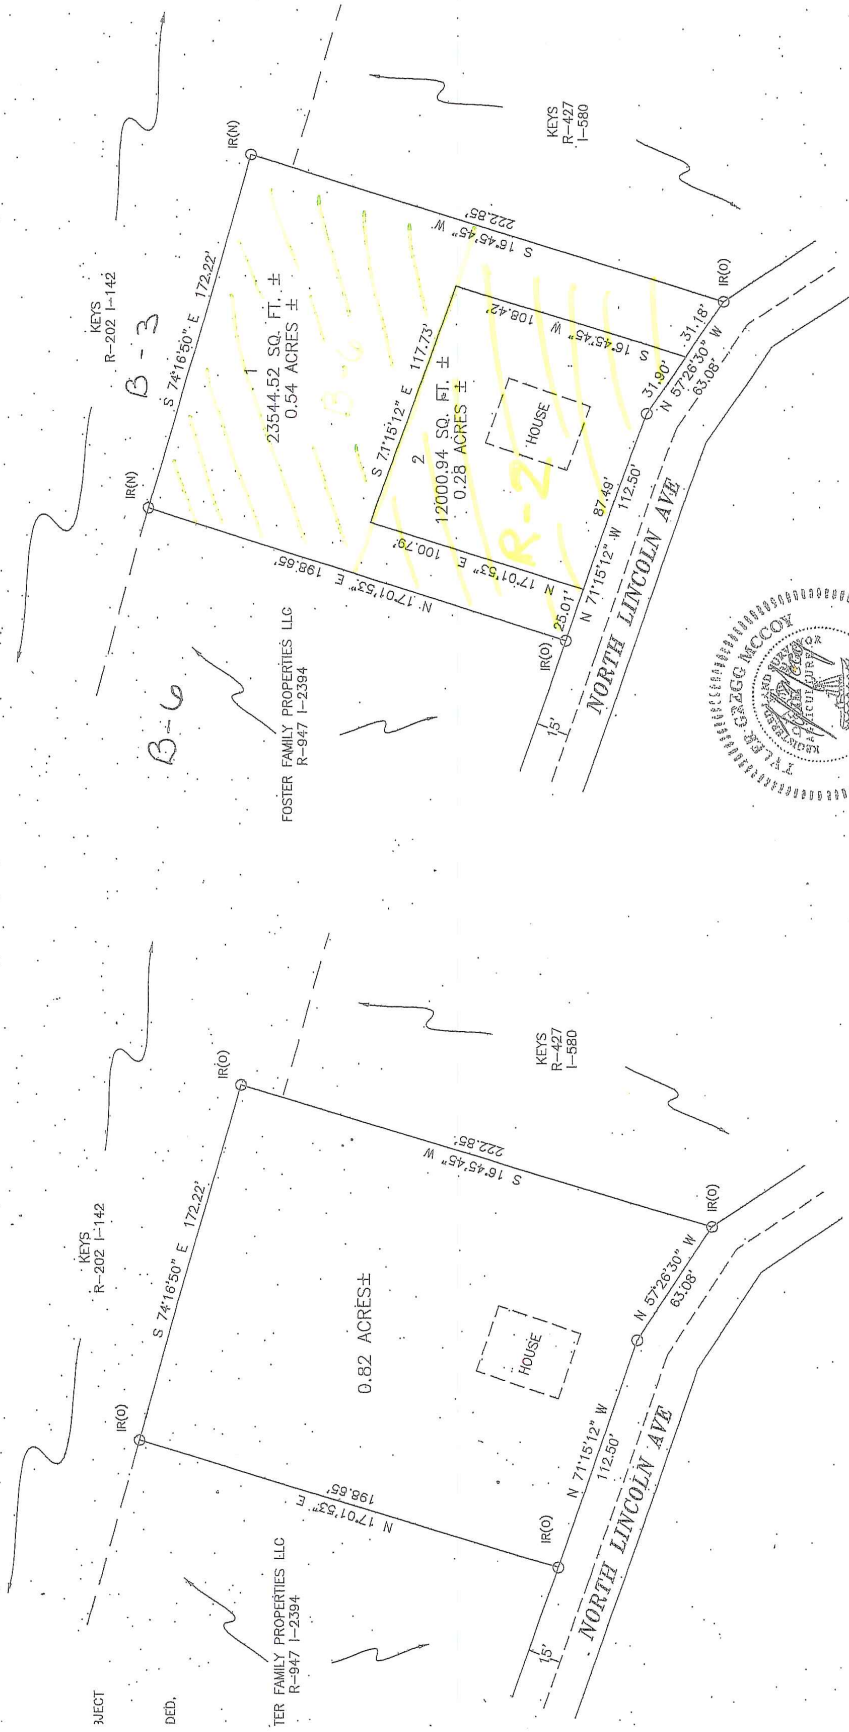 BJECT
DED,
KEYS
R-202 I-142
IR(O)
S 74°16'50" E 172.22'
IR(O)
N 17°01'53" E
198.65'
0.82 ACRES±
S 16°45'45" W
222.85'
TER FAMILY PROPERTIES LLC
R-947 I-2394
KEYS
R-427
I-580
HOUSE
IR(O)
15'
N 71°15'12" W
112.50'
N 57°26'30" W
63.08'
IR(O)
NORTH LINCOLN AVE
KEYS
R-202 I-142
B-3
B-6
IR(N)
S 74°16'50" E 172.22'
IR(N)
1
23544.52 SQ. FT. ±
0.54 ACRES ±
B-6
N 17°01'53" E 198.65'
S 16°45'45" W
222.85'
FOSTER FAMILY PROPERTIES LLC
R-947 I-2394
KEYS
R-427
I-580
S 71°15'12" E 117.73'
2
12000.94 SQ. FT. ±
0.28 ACRES ±
R-2
N 17°01'53" E 100.79'
S 16°45'45" W
108.42'
HOUSE
IR(O)
25.01'
87.49'
N 71°15'12" W 112.50'
31.90'
31.18'
N 57°26'30" W
63.08'
IR(O)
15'
NORTH LINCOLN AVE
TYLER GREGG MCCOY